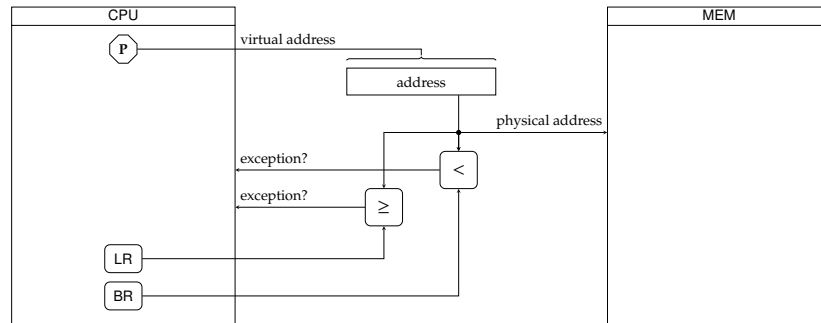 CPU
MEM
P
virtual address
address
physical address
exception?
<
exception?
≥
LR
BR